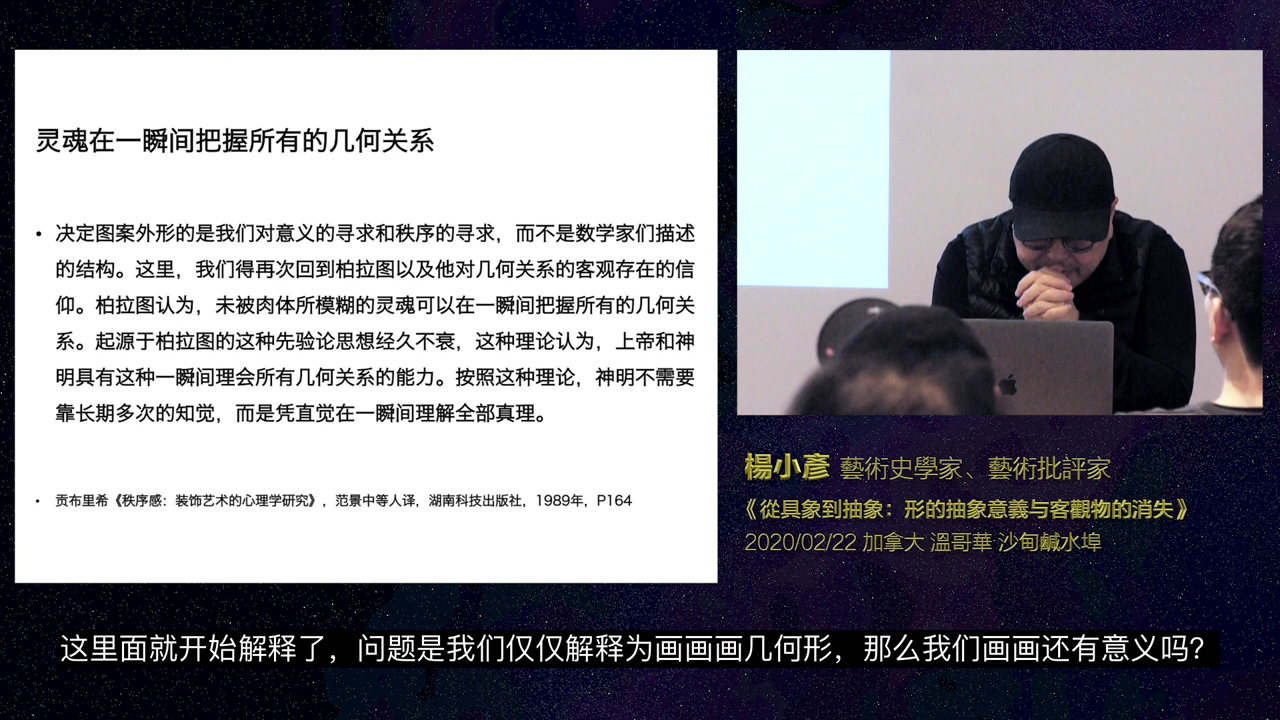 灵魂在一瞬间把握所有的几何关系
• 决定图案外形的是我们对意义的寻求和秩序的寻求，而不是数学家们描述
的结构。这里，我们得再次回到柏拉图以及他对几何关系的客观存在的信
仰。柏拉图认为，未被肉体所模糊的灵魂可以在一瞬间把握所有的几何关
系。起源于柏拉图的这种先验论思想经久不衰，这种理论认为，上帝和神
明具有这种一瞬间理会所有几何关系的能力。按照这种理论，神明不需要
靠长期多次的知觉，而是凭直觉在一瞬间理解全部真理。
• 贡布里希《秩序感：装饰艺术的心理学研究》，范景中等人译，湖南科技出版社，1989年，P164
楊小彥 藝術史學家、藝術批評家
《從具象到抽象：形的抽象意義与客觀物的消失》
2020/02/22 加拿大 溫哥華 沙甸鹹水埠
这里面就开始解释了，问题是我们仅仅解释为画画画几何形，那么我们画画还有意义吗？